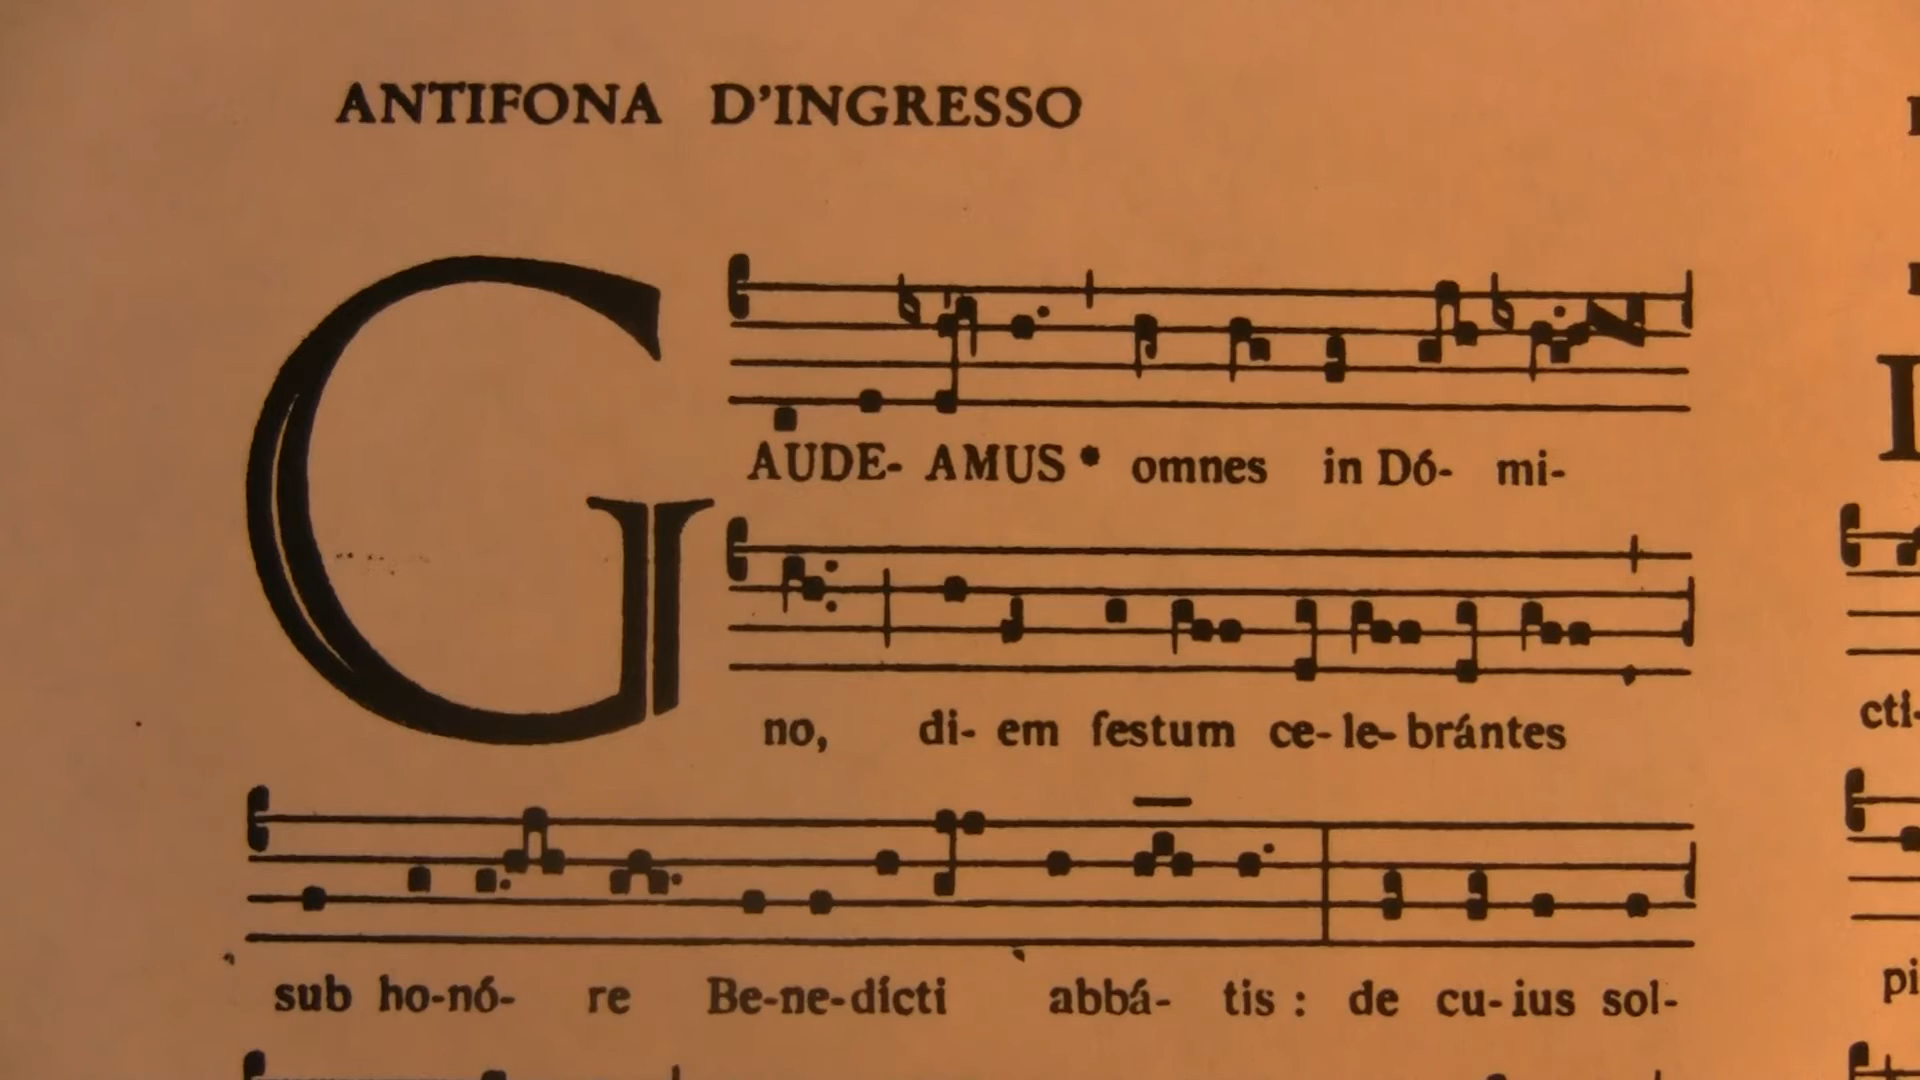 ANTIFONA D'INGRESSO
GAUDE- AMUS * omnes in Dó- mi-
no, di- em festum ce- le- brántes
sub ho-nó- re Be-ne-dícti abbá- tis : de cu- ius sol-
cti-
pi